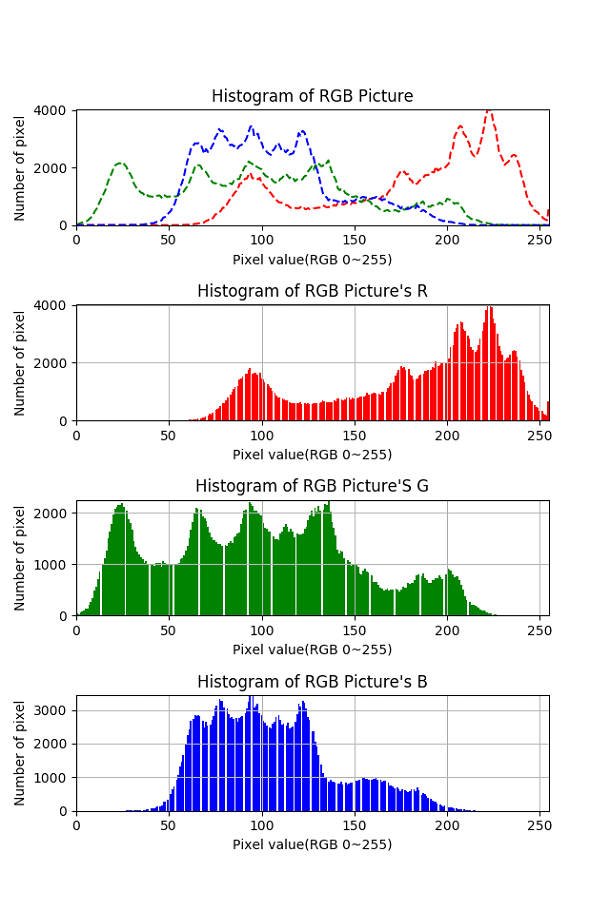 Histogram of RGB Picture
Number of pixel
4000
2000
0
0 50 100 150 200 250
Pixel value(RGB 0~255)
Histogram of RGB Picture's R
Number of pixel
4000
2000
0
0 50 100 150 200 250
Pixel value(RGB 0~255)
Histogram of RGB Picture'S G
Number of pixel
2000
1000
0
0 50 100 150 200 250
Pixel value(RGB 0~255)
Histogram of RGB Picture's B
Number of pixel
3000
2000
1000
0
0 50 100 150 200 250
Pixel value(RGB 0~255)